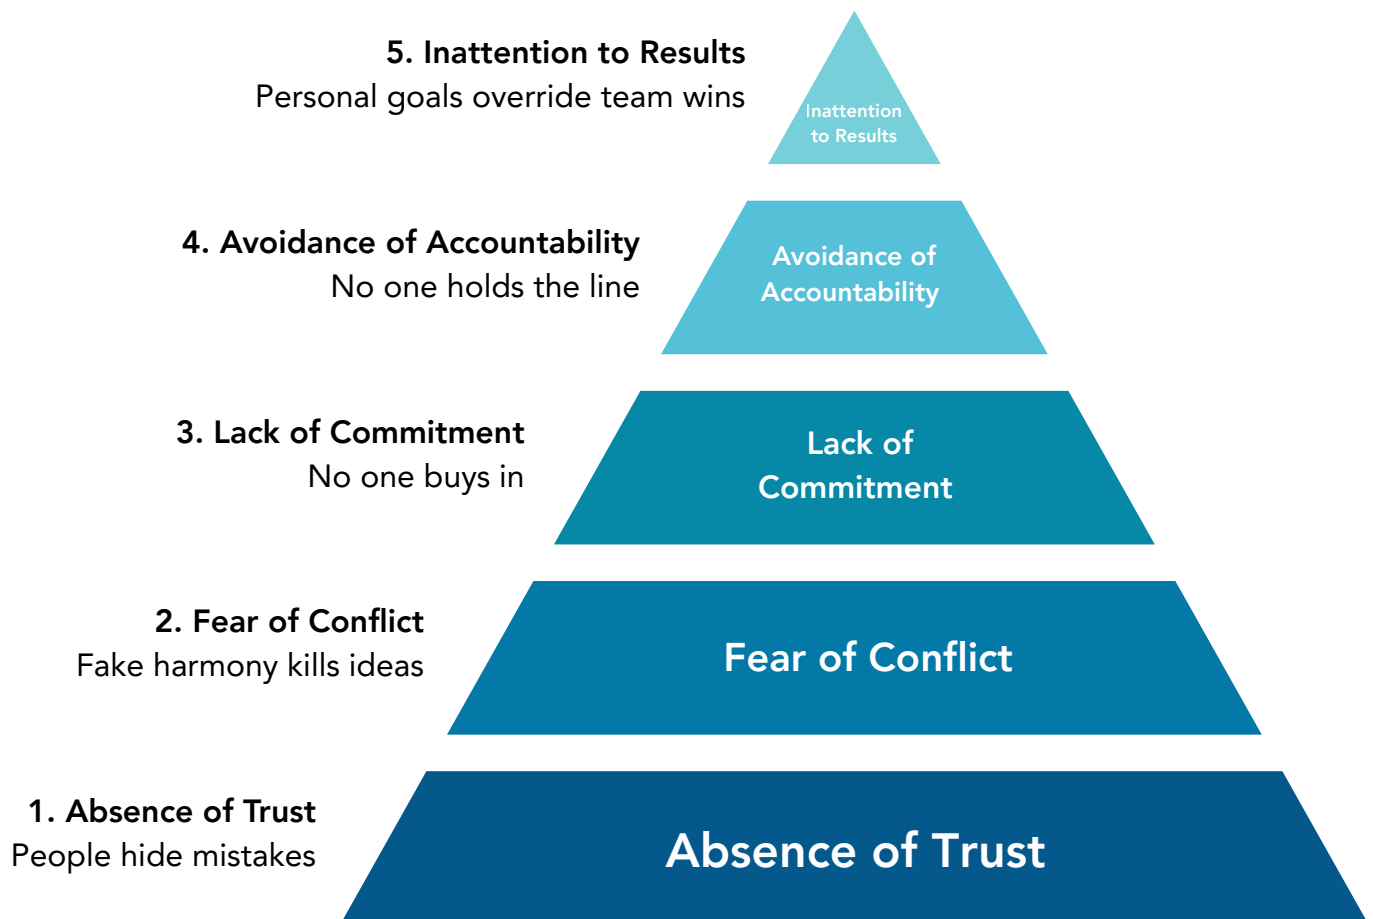 5. Inattention to Results
Personal goals override team wins
Inattention
to Results
4. Avoidance of Accountability
No one holds the line
Avoidance of
Accountability
3. Lack of Commitment
No one buys in
Lack of
Commitment
2. Fear of Conflict
Fake harmony kills ideas
Fear of Conflict
1. Absence of Trust
People hide mistakes
Absence of Trust